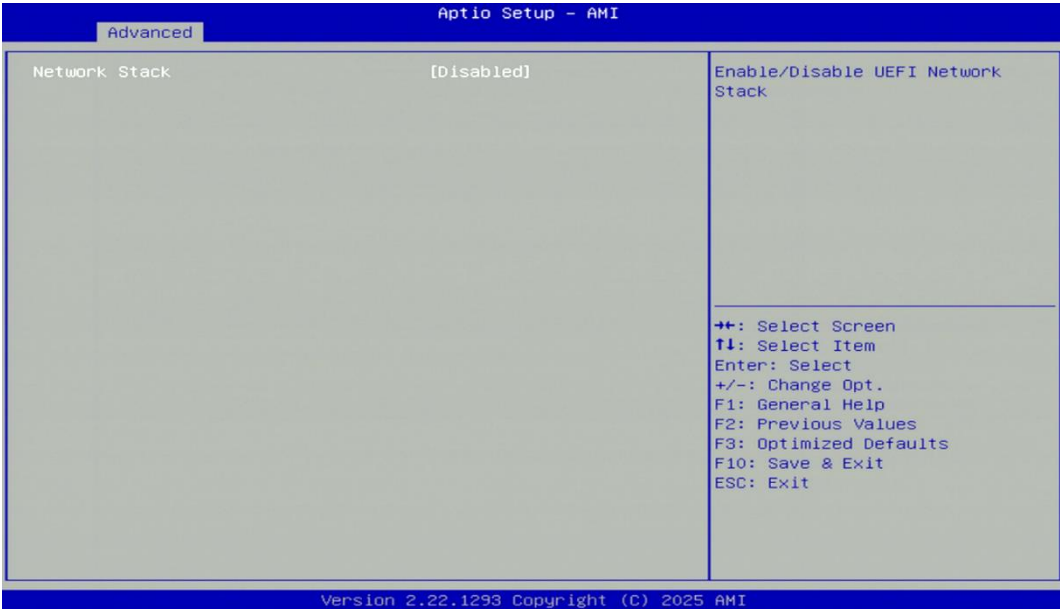 Aptio Setup – AMI
Advanced
Network Stack [Disabled]
Enable/Disable UEFI Network
Stack
→←: Select Screen
↑↓: Select Item
Enter: Select
+/-: Change Opt.
F1: General Help
F2: Previous Values
F3: Optimized Defaults
F10: Save & Exit
ESC: Exit
Version 2.22.1293 Copyright (C) 2025 AMI